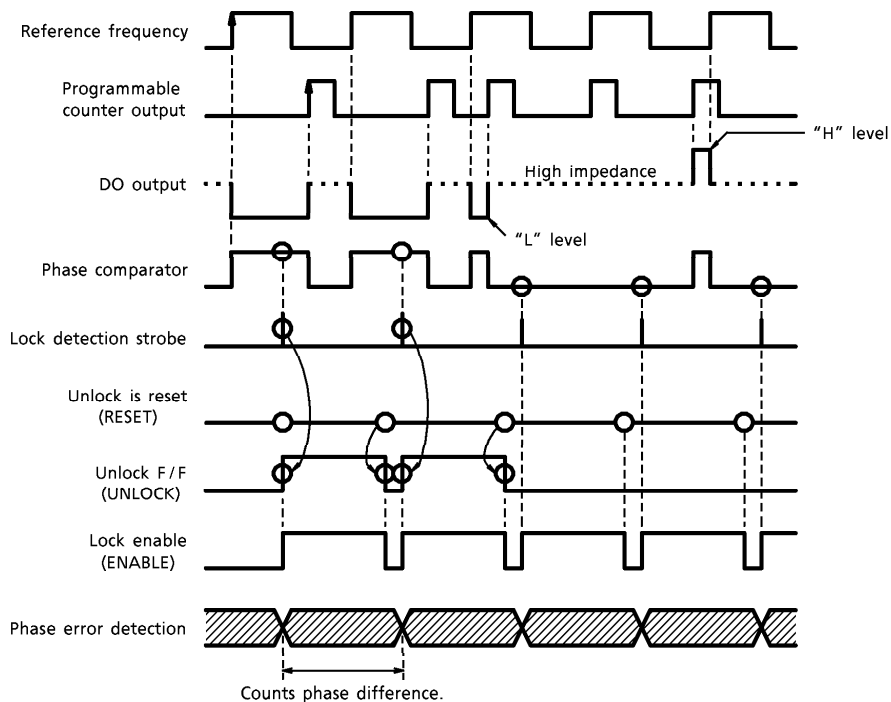 Reference frequency
Programmable
counter output
“H” level
High impedance
DO output
“L” level
Phase comparator
Lock detection strobe
Unlock is reset
(RESET)
Unlock F/F
(UNLOCK)
Lock enable
(ENABLE)
Phase error detection
Counts phase difference.